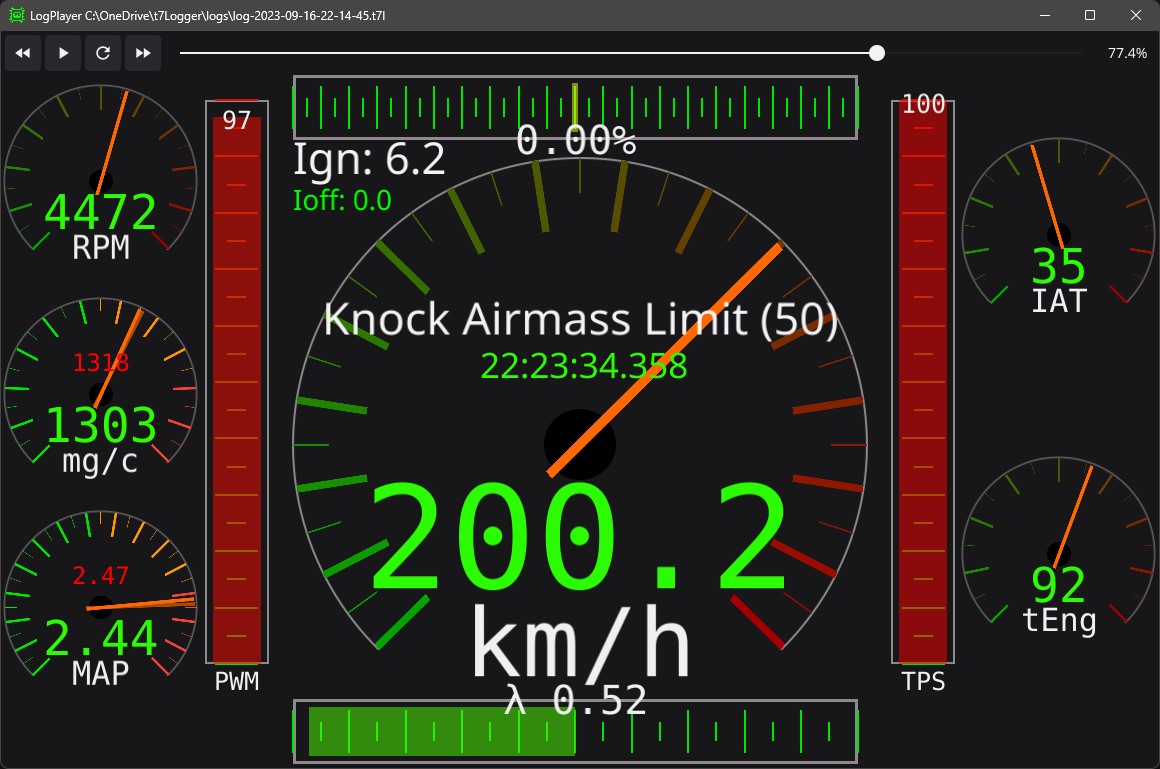 LogPlayer C:\OneDrive\t7Logger\logs\log-2023-09-16-22-14-45.t7l
77.4%
97
100
0.00%
Ign: 6.2
Ioff: 0.0
4472
RPM
35
IAT
Knock Airmass Limit (50)
22:23:34.358
1318
1303
mg/c
200.2
km/h
2.47
2.44
MAP
92
tEng
PWM
TPS
λ 0.52